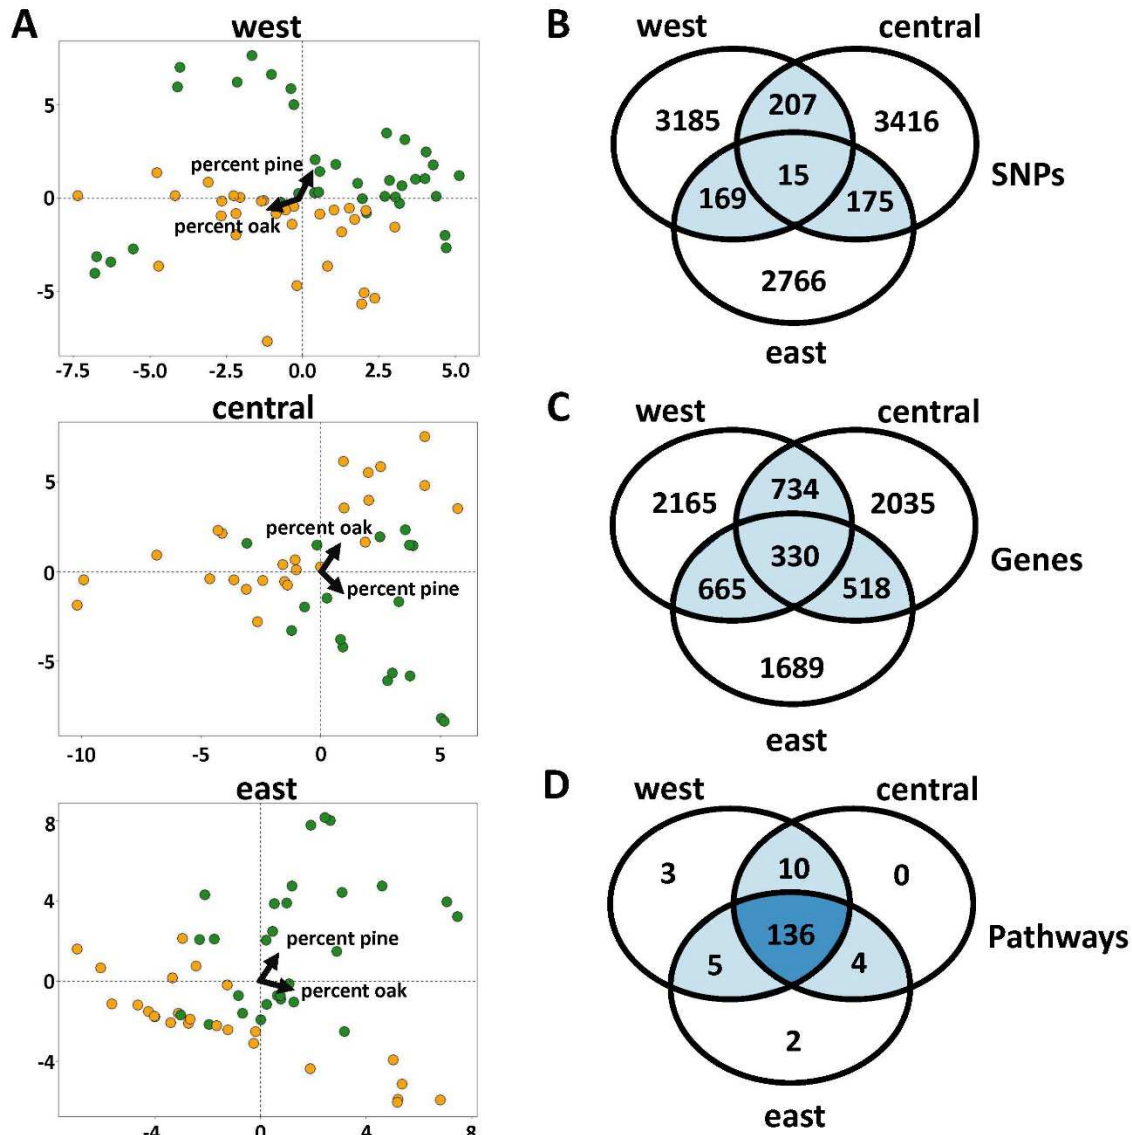 A
west
5
0
-5
percent pine
percent oak
-7.5 -5.0 -2.5 0.0 2.5 5.0
central
5
0
-5
percent oak
percent pine
-10 -5 0 5
east
8
4
0
-4
percent pine
percent oak
-4 0 4 8
B
west central
3185 207 3416
15
169 175
2766
SNPs
east
C
west central
2165 734 2035
330
665 518
1689
Genes
east
D
west central
3 10 0
136
5 4
2
Pathways
east